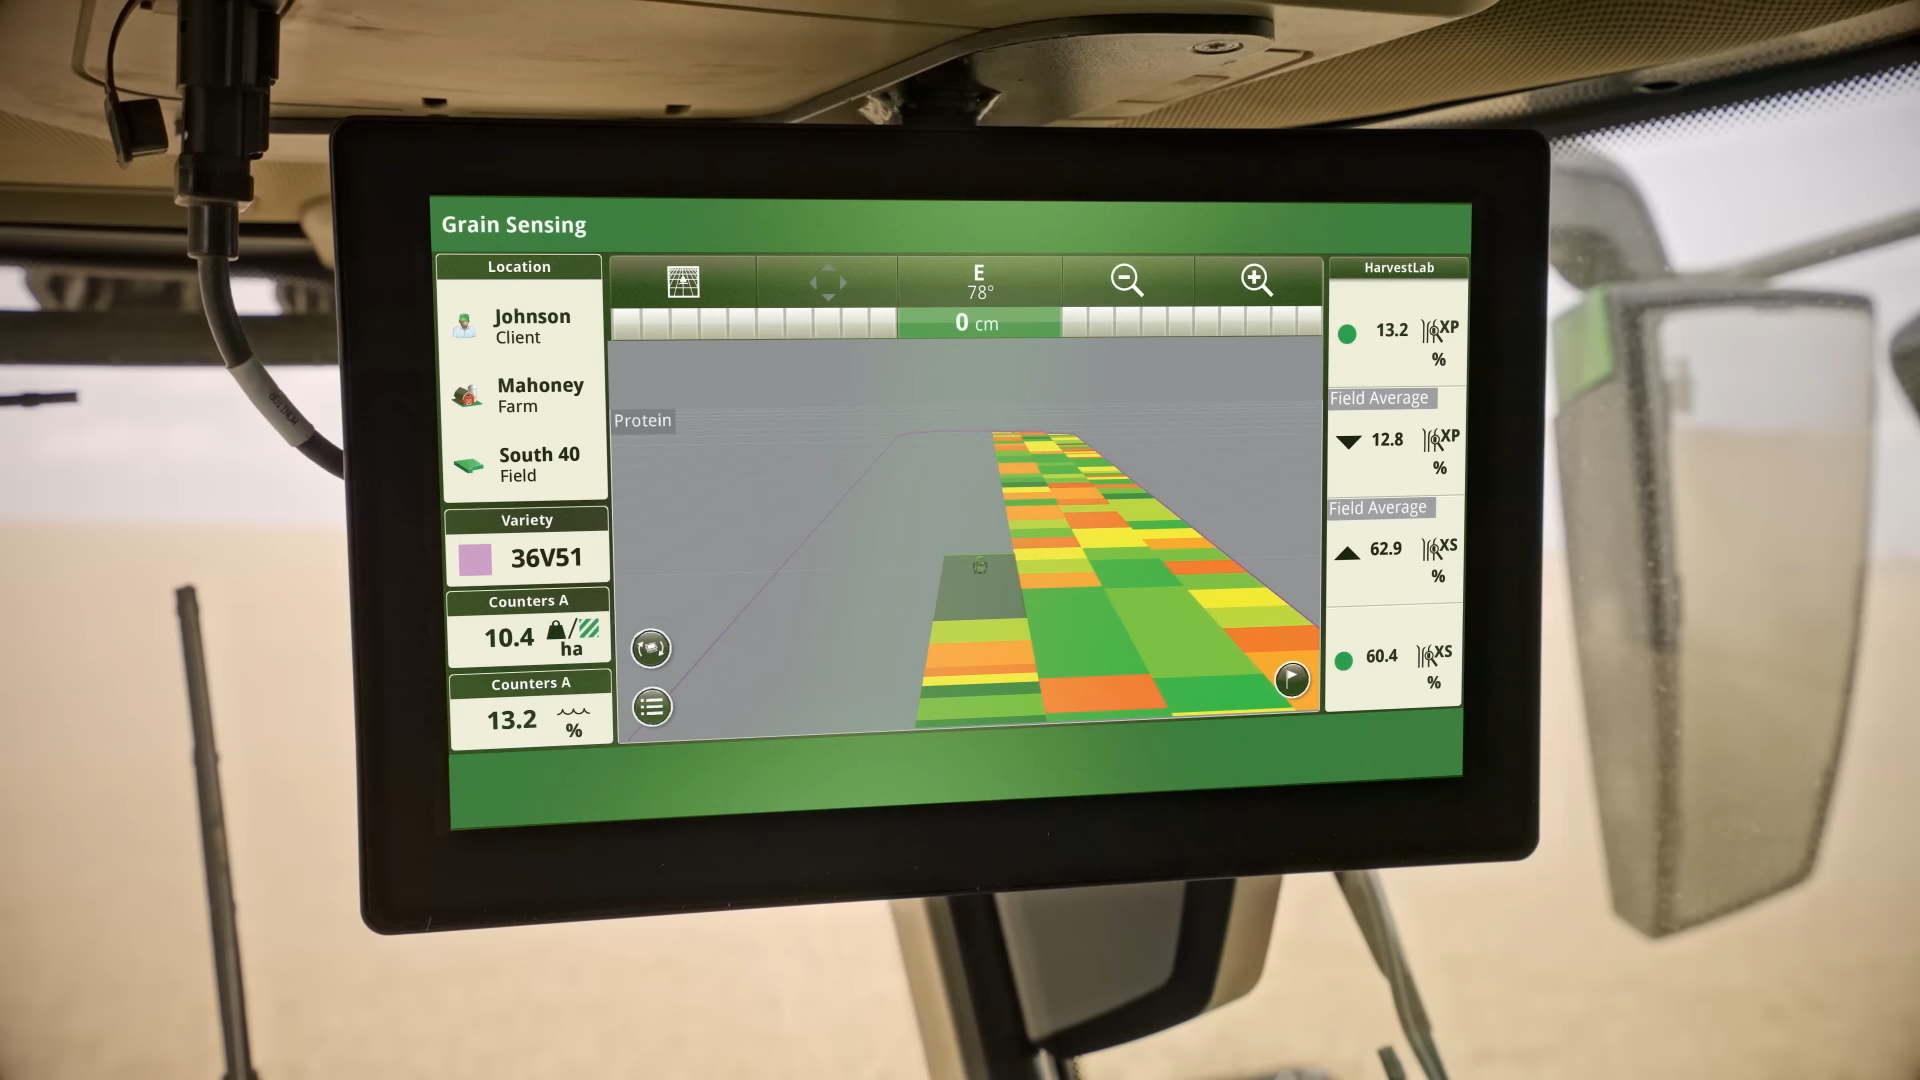 Grain Sensing
Location
Johnson
Client
Mahoney
Farm
South 40
Field
Variety
36V51
Counters A
10.4 /
ha
Counters A
13.2
%
E
78°
0 cm
Protein
HarvestLab
13.2 XP
%
Field Average
12.8 XP
%
Field Average
62.9 XS
%
60.4 XS
%
MONITOR